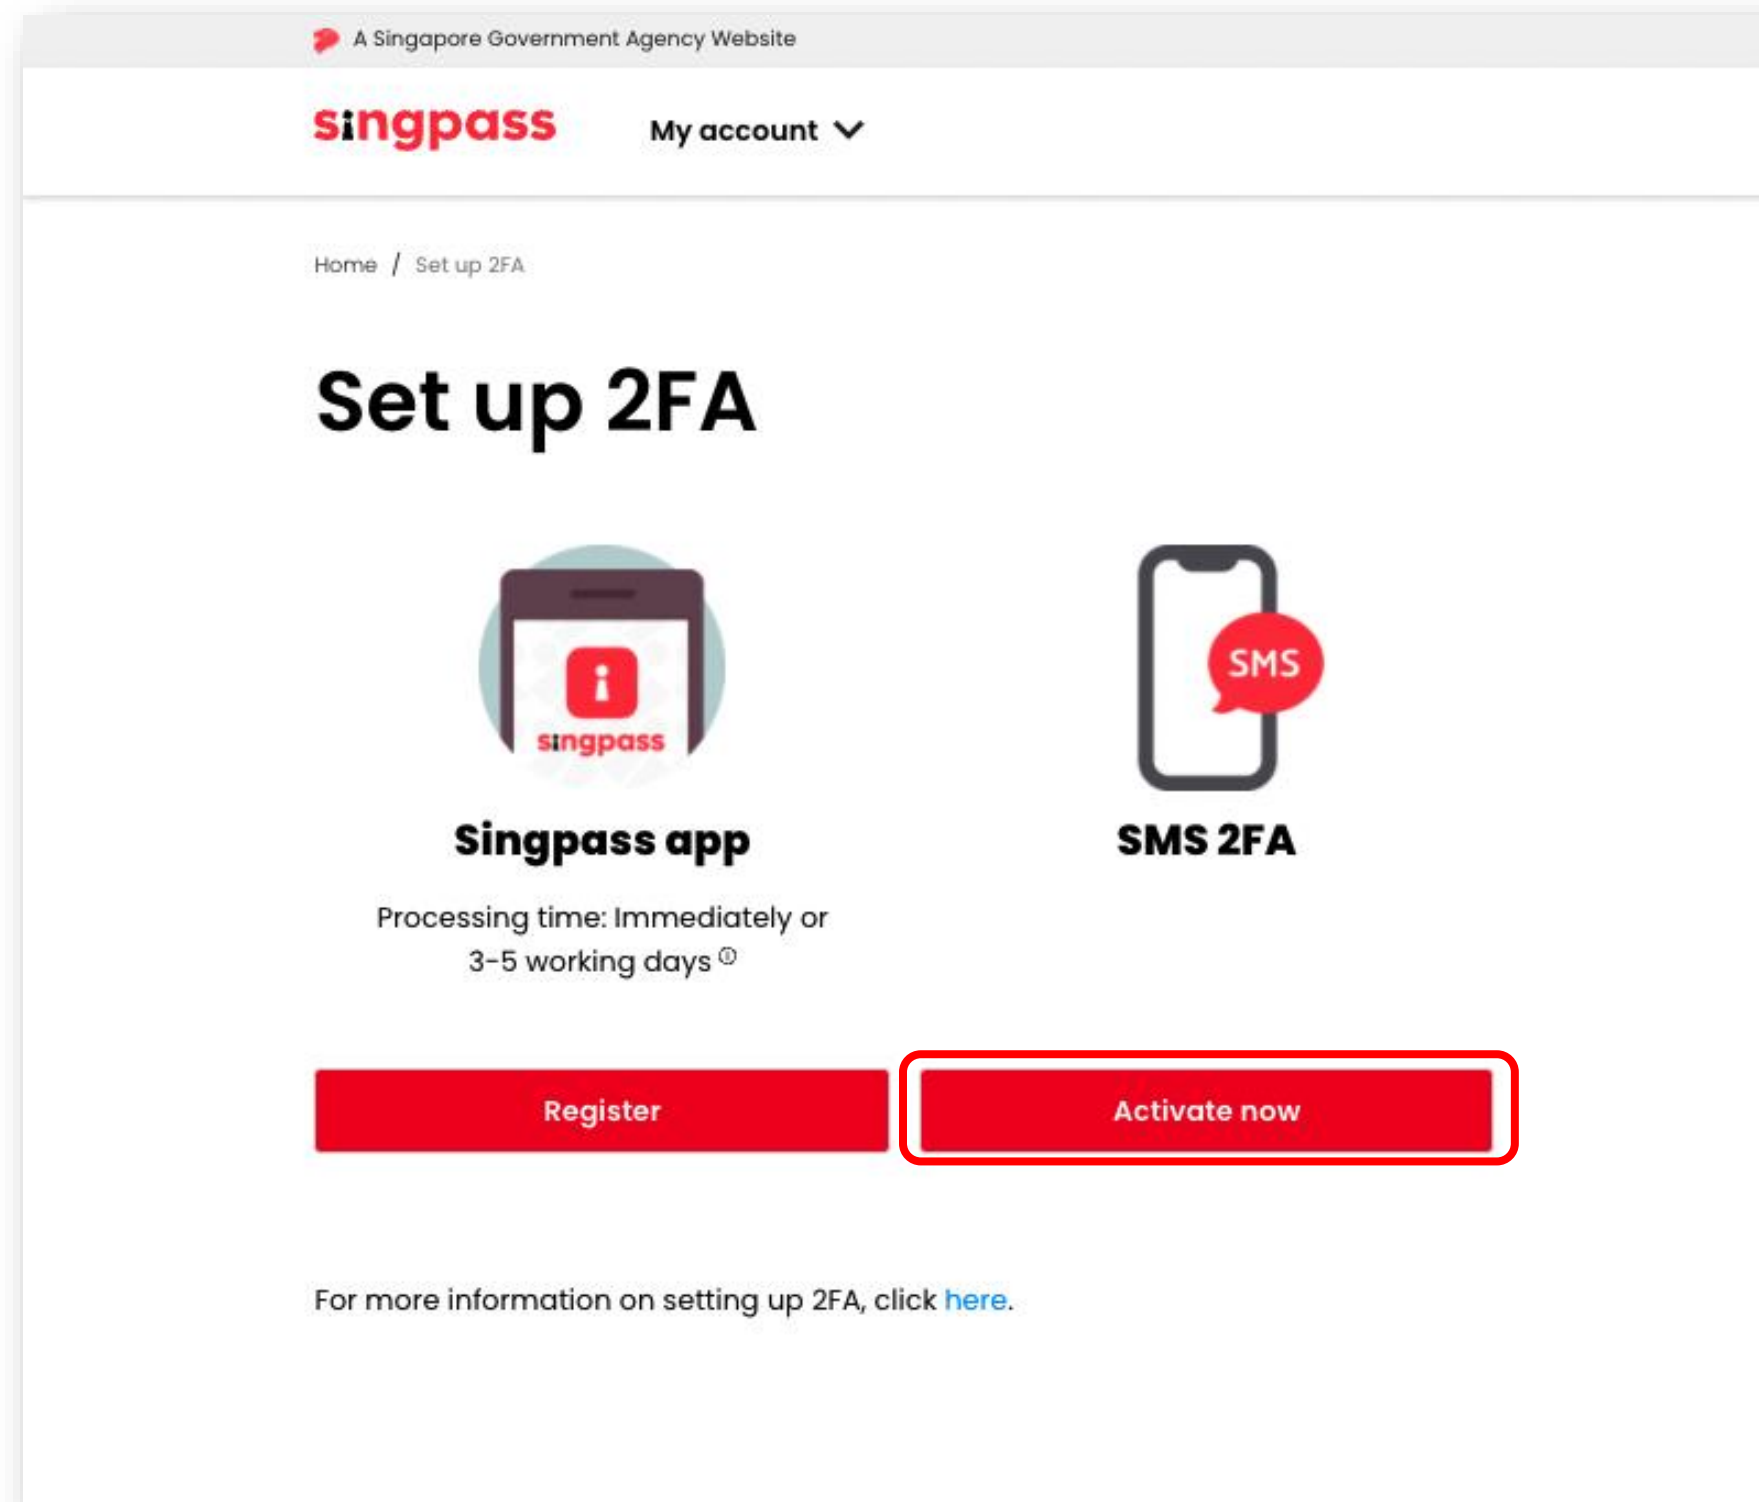 A Singapore Government Agency Website
singpass
My account
Home / Set up 2FA
Set up 2FA
singpass
SMS
Singpass app
SMS 2FA
Processing time: Immediately or
3-5 working days
Register
Activate now
For more information on setting up 2FA, click here.